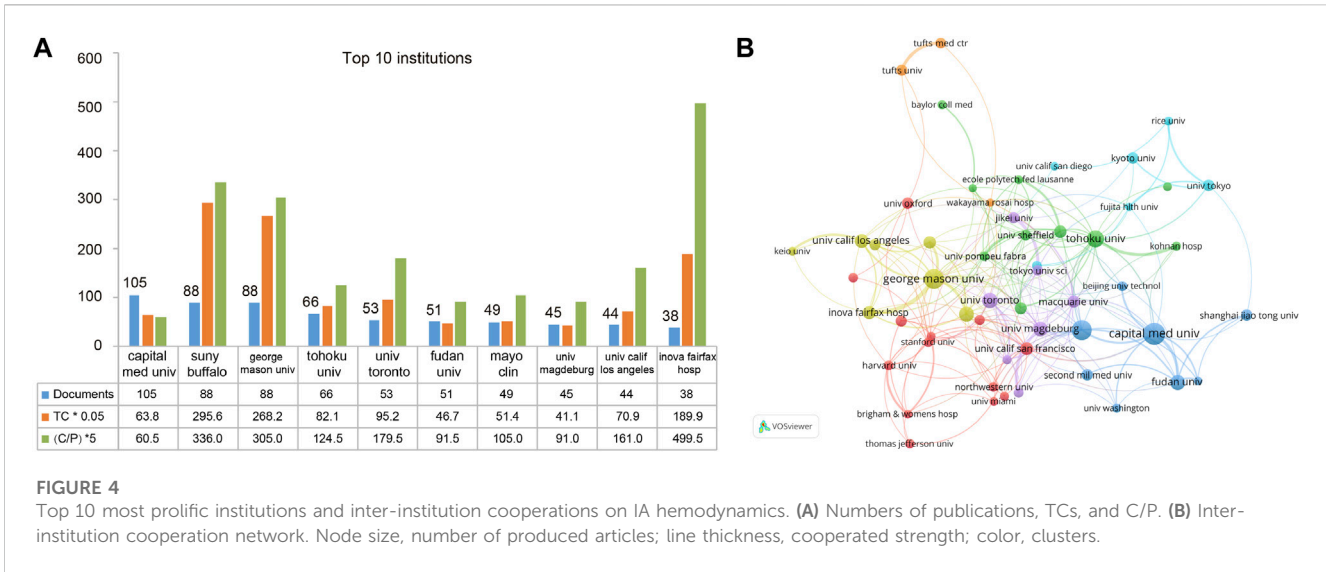 A
Top 10 institutions
600
500
400
300
200
100
0
105
88
88
66
53
51
49
45
44
38
capital med univ
suny buffalo
george mason univ
tohoku univ
univ toronto
fudan univ
mayo clin
univ magdeburg
univ calif los angeles
inova fairfax hosp
Documents 105 88 88 66 53 51 49 45 44 38
TC * 0.05 63.8 295.6 268.2 82.1 95.2 46.7 51.4 41.1 70.9 189.9
(C/P) *5 60.5 336.0 305.0 124.5 179.5 91.5 105.0 91.0 161.0 499.5
B
tufts med ctr
tufts univ
baylor coll med
rice univ
kyoto univ
univ calif san diego
ecole polytech fed lausanne
univ tokyo
univ oxford
wakayama rosai hosp
fujita hlth univ
jikei univ
univ calif los angeles
univ sheffield
tohoku univ
keio univ
kohnan hosp
univ pompeu fabra
tokyo univ sci
george mason univ
beijing univ technol
univ toronto
macquarie univ
inova fairfax hosp
shanghai jiao tong univ
univ magdeburg
capital med univ
stanford univ
univ calif san francisco
harvard univ
second mil med univ
fudan univ
northwestern univ
univ miami
univ washington
brigham & womens hosp
thomas jefferson univ
VOSviewer
FIGURE 4
Top 10 most prolific institutions and inter-institution cooperations on IA hemodynamics. (A) Numbers of publications, TCs, and C/P. (B) Inter-
institution cooperation network. Node size, number of produced articles; line thickness, cooperated strength; color, clusters.